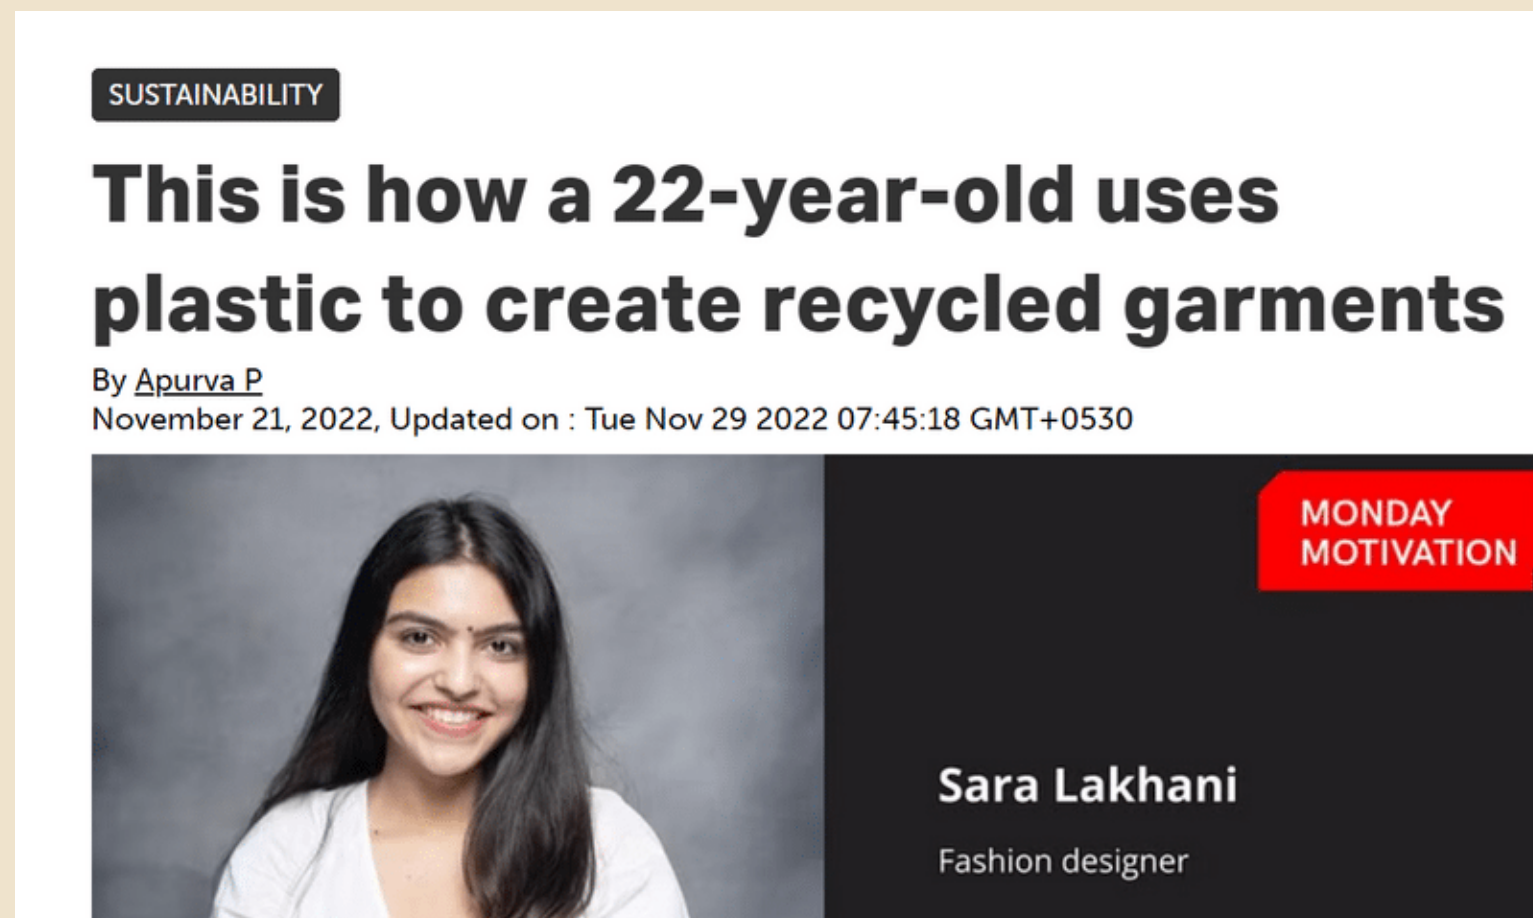 SUSTAINABILITY
This is how a 22-year-old uses
plastic to create recycled garments
By Apurva P
November 21, 2022, Updated on : Tue Nov 29 2022 07:45:18 GMT+0530
MONDAY
MOTIVATION
Sara Lakhani
Fashion designer